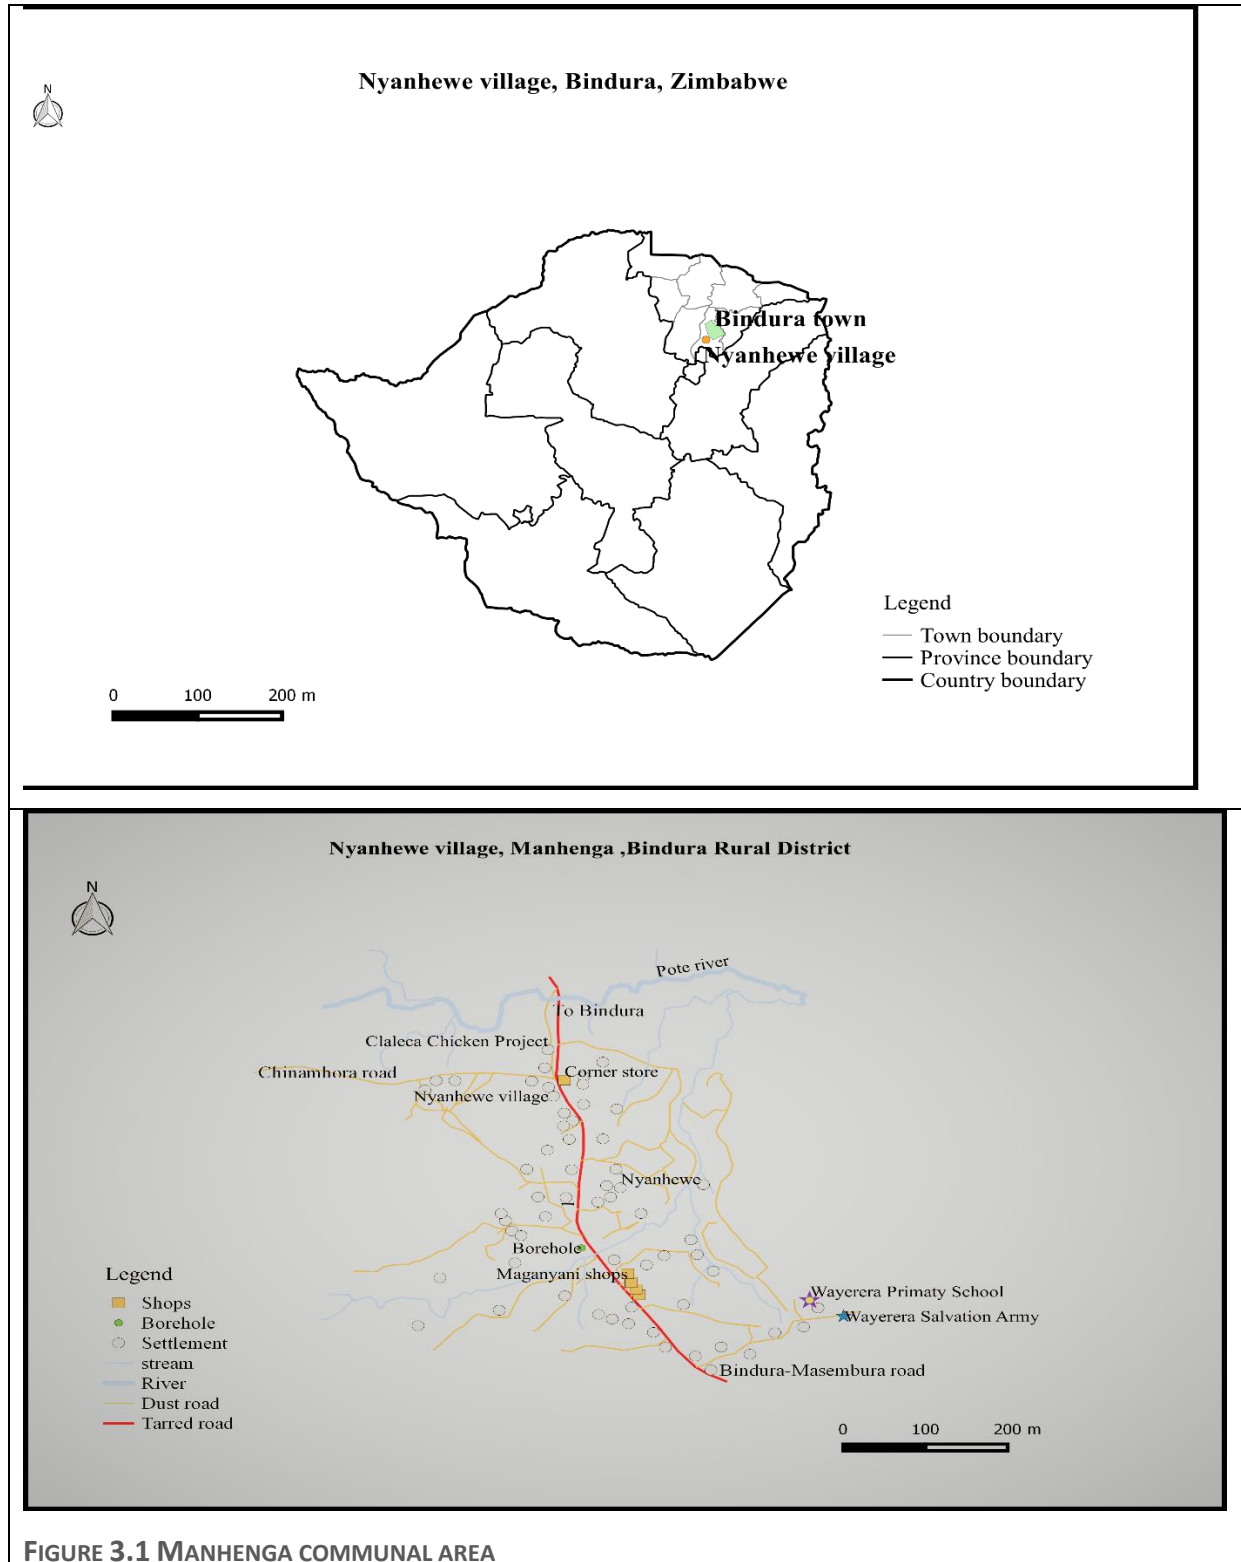 Nyanhewe village, Bindura, Zimbabwe
N
Bindura town
Nyanhewe village
Legend
Town boundary
Province boundary
Country boundary
0 100 200 m
Nyanhewe village, Manhenga ,Bindura Rural District
N
Pote river
To Bindura
Claleca Chicken Project
Chinamhora road
Corner store
Nyanhewe village
Nyanhewe
Borehole
Maganyani shops
Legend
Shops
Borehole
Settlement
stream
River
Dust road
Tarred road
Wayerera Primaty School
Wayerera Salvation Army
Bindura-Masembura road
0 100 200 m
FIGURE 3.1 MANHENGA COMMUNAL AREA